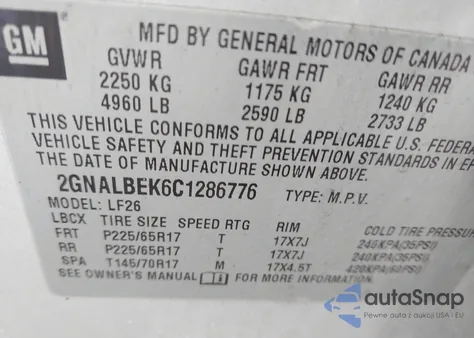 GM
MFD BY GENERAL MOTORS OF CANADA
GVWR GAWR FRT GAWR RR
2250 KG 1175 KG 1240 KG
4960 LB 2590 LB 2733 LB
THIS VEHICLE CONFORMS TO ALL APPLICABLE U.S. FEDERA
VEHICLE SAFETY AND THEFT PREVENTION STANDARDS IN EF
THE DATE OF MANUFACTURE SHOWN ABOVE.
2GNALBEK6C1286776 TYPE: M.P.V.
MODEL: LF26
LBCX TIRE SIZE SPEED RTG RIM COLD TIRE PRESSUR
FRT P225/65R17 T 17X7J 240KPA(35PSI)
RR P225/65R17 T 17X7J 240KPA(35PSI)
SPA T145/70R17 M 17X4.5T 420KPA(60PSI)
SEE OWNER'S MANUAL FOR MORE INFORMATION
autoSnap
Pewne auta z aukcji USA - EU